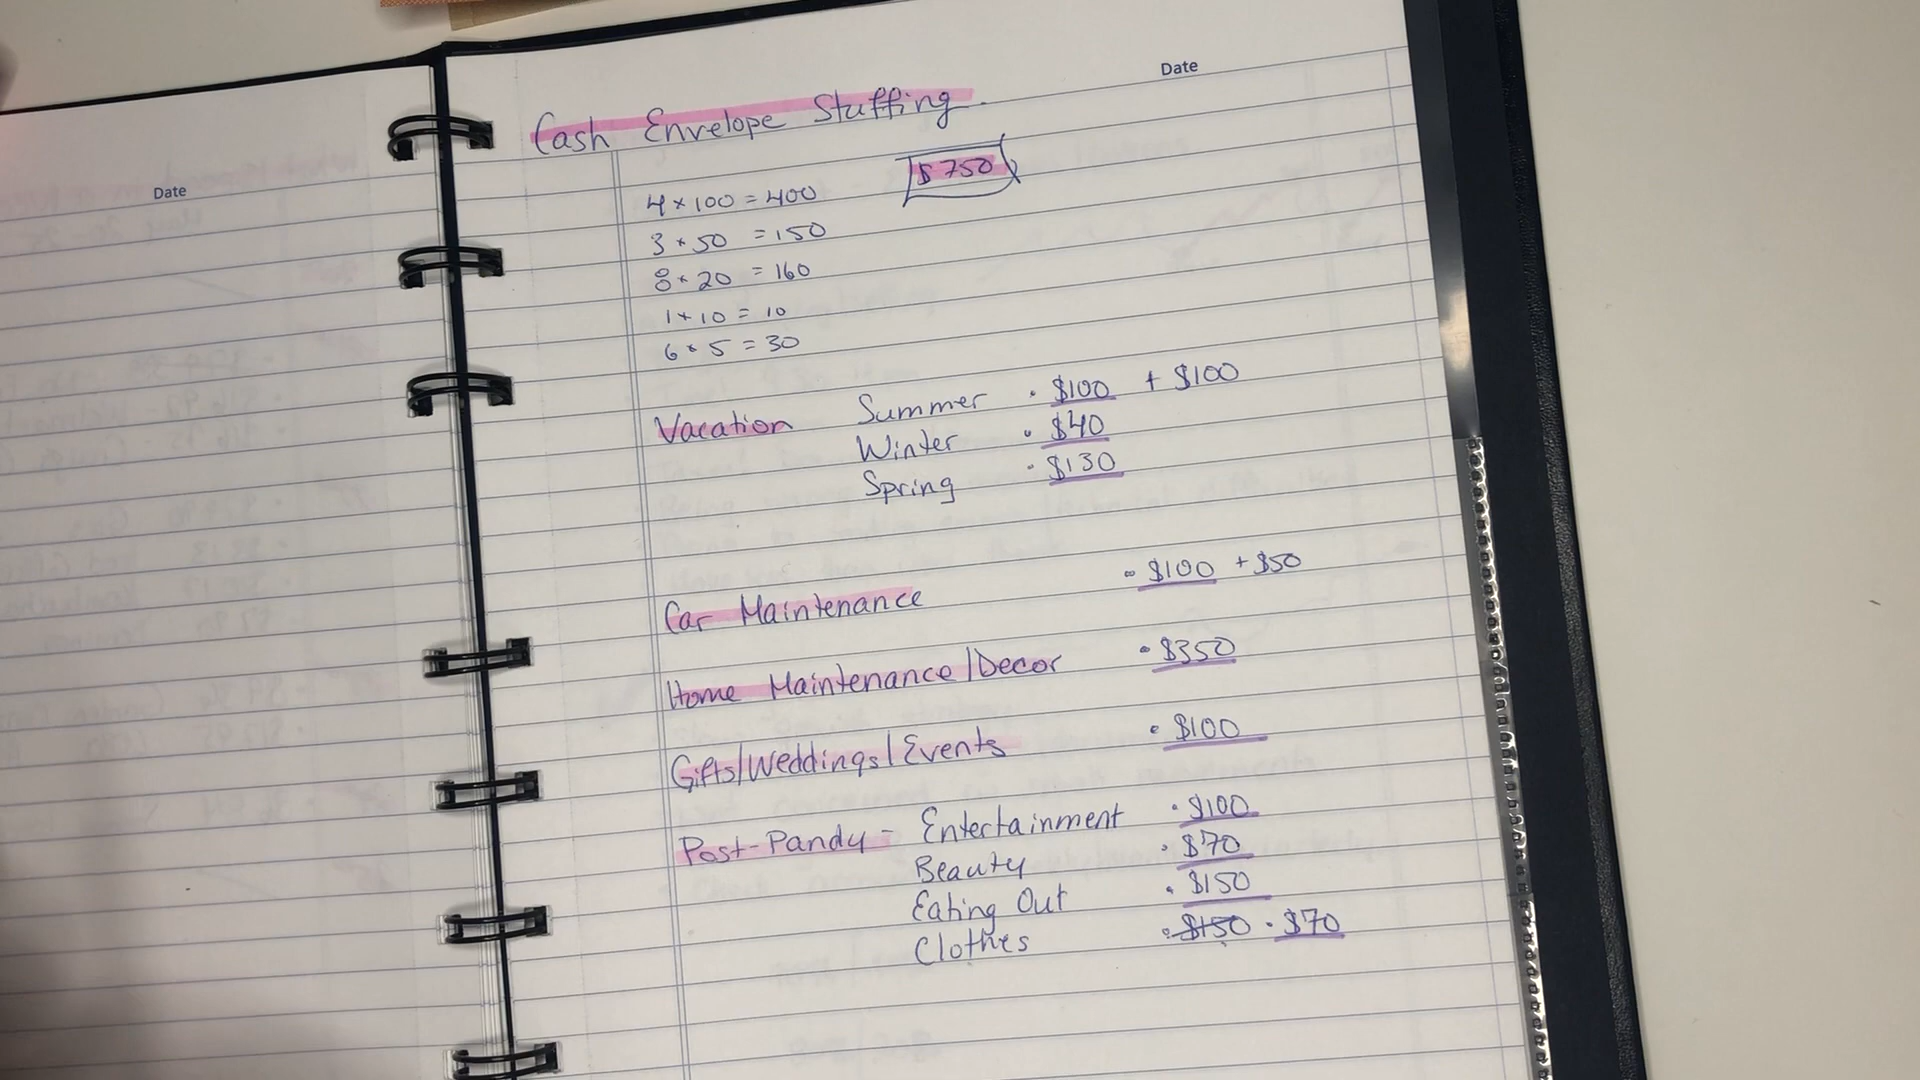 Date
Date
Cash Envelope Stuffing
$750
4 x 100 = 400
3 x 50 = 150
8 x 20 = 160
1 x 10 = 10
6 x 5 = 30
Vacation Summer · $100 + $100
Winter · $40
Spring · $130
Car Maintenance · $100 + $50
Home Maintenance/Decor · $350
Gifts/Weddings/Events · $100
Post-Pandy - Entertainment · $100
Beauty · $70
Eating Out · $150
Clothes · $150 · $70